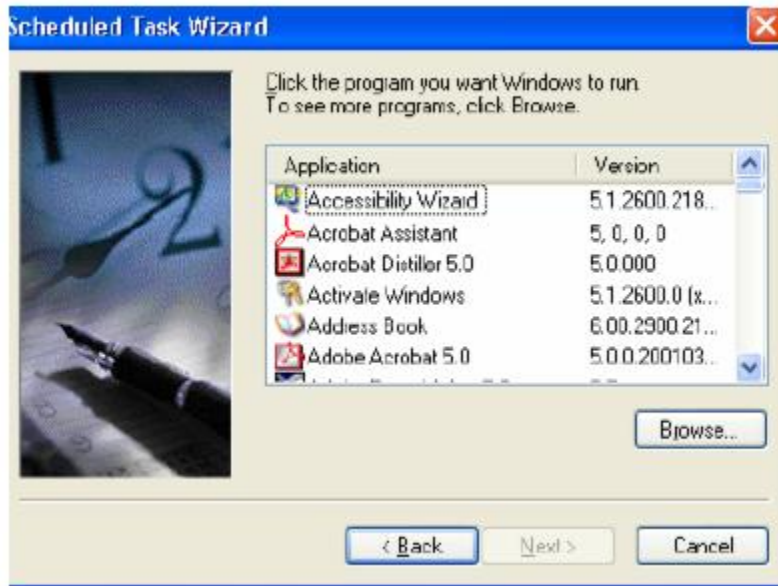 Scheduled Task Wizard
Click the program you want Windows to run.
To see more programs, click Browse.
Application Version
Accessibility Wizard 5.1.2600.218...
Acrobat Assistant 5, 0, 0, 0
Acrobat Distiller 5.0 5.0.000
Activate Windows 5.1.2600.0 (x...
Address Book 6.00.2900.21...
Adobe Acrobat 5.0 5.0.0.200103...
Browse...
< Back Next > Cancel